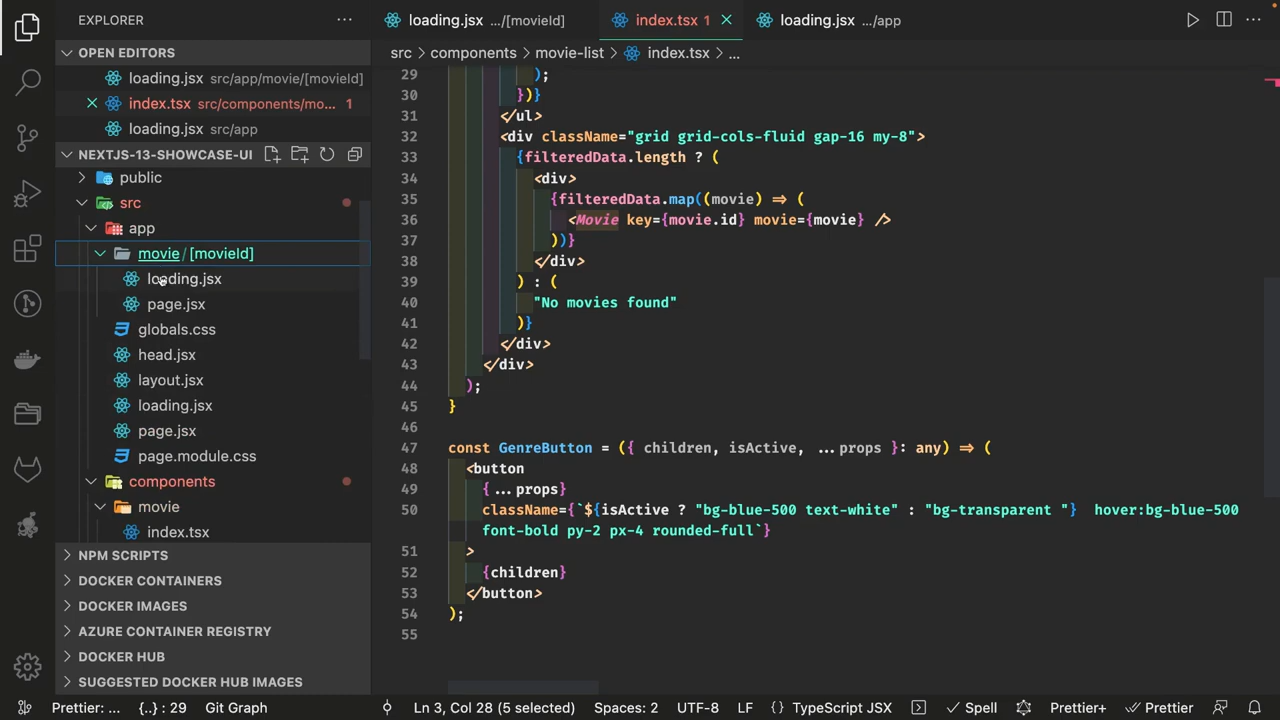 EXPLORER
OPEN EDITORS
loading.jsx src/app/movie/[movieId]
index.tsx src/components/mo... 1
loading.jsx src/app
NEXTJS-13-SHOWCASE-UI
public
src
app
movie / [movieId]
loading.jsx
page.jsx
globals.css
head.jsx
layout.jsx
loading.jsx
page.jsx
page.module.css
components
movie
index.tsx
NPM SCRIPTS
DOCKER CONTAINERS
DOCKER IMAGES
AZURE CONTAINER REGISTRY
DOCKER HUB
SUGGESTED DOCKER HUB IMAGES
loading.jsx .../[movieId] index.tsx 1 loading.jsx .../app
src > components > movie-list > index.tsx > ...
29 );
30 })}
31 </ul>
32 <div className="grid grid-cols-fluid gap-16 my-8">
33 {filteredData.length ? (
34 <div>
35 {filteredData.map((movie) => (
36 <Movie key={movie.id} movie={movie} />
37 ))}
38 </div>
39 ) : (
40 "No movies found"
41 )}
42 </div>
43 </div>
44 );
45 }
46
47 const GenreButton = ({ children, isActive, ...props }: any) => (
48 <button
49 {...props}
50 className={`${isActive ? "bg-blue-500 text-white" : "bg-transparent "} hover:bg-blue-500
font-bold py-2 px-4 rounded-full`}
51 >
52 {children}
53 </button>
54 );
55
Prettier: ... {..} : 29 Git Graph Ln 3, Col 28 (5 selected) Spaces: 2 UTF-8 LF {} TypeScript JSX Spell Prettier+ Prettier